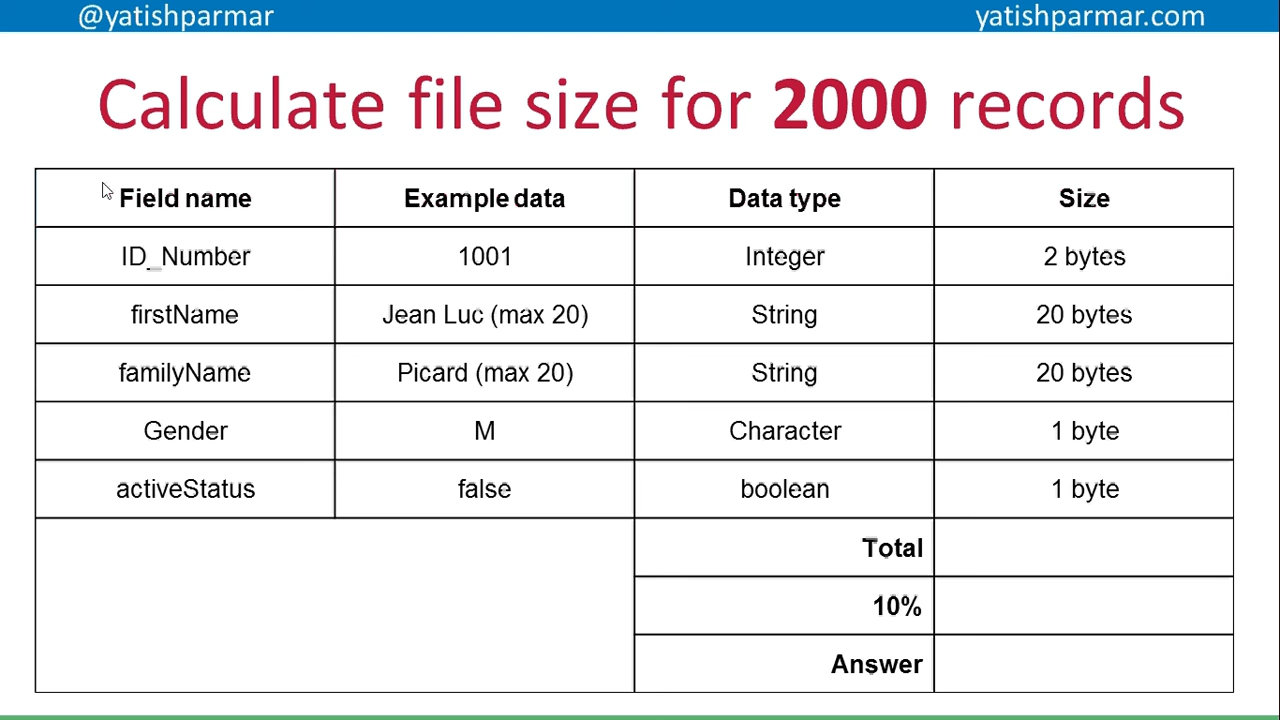 @yatishparmar yatishparmar.com
Calculate file size for 2000 records
Field name Example data Data type Size
ID_Number 1001 Integer 2 bytes
firstName Jean Luc (max 20) String 20 bytes
familyName Picard (max 20) String 20 bytes
Gender M Character 1 byte
activeStatus false boolean 1 byte
Total
10%
Answer